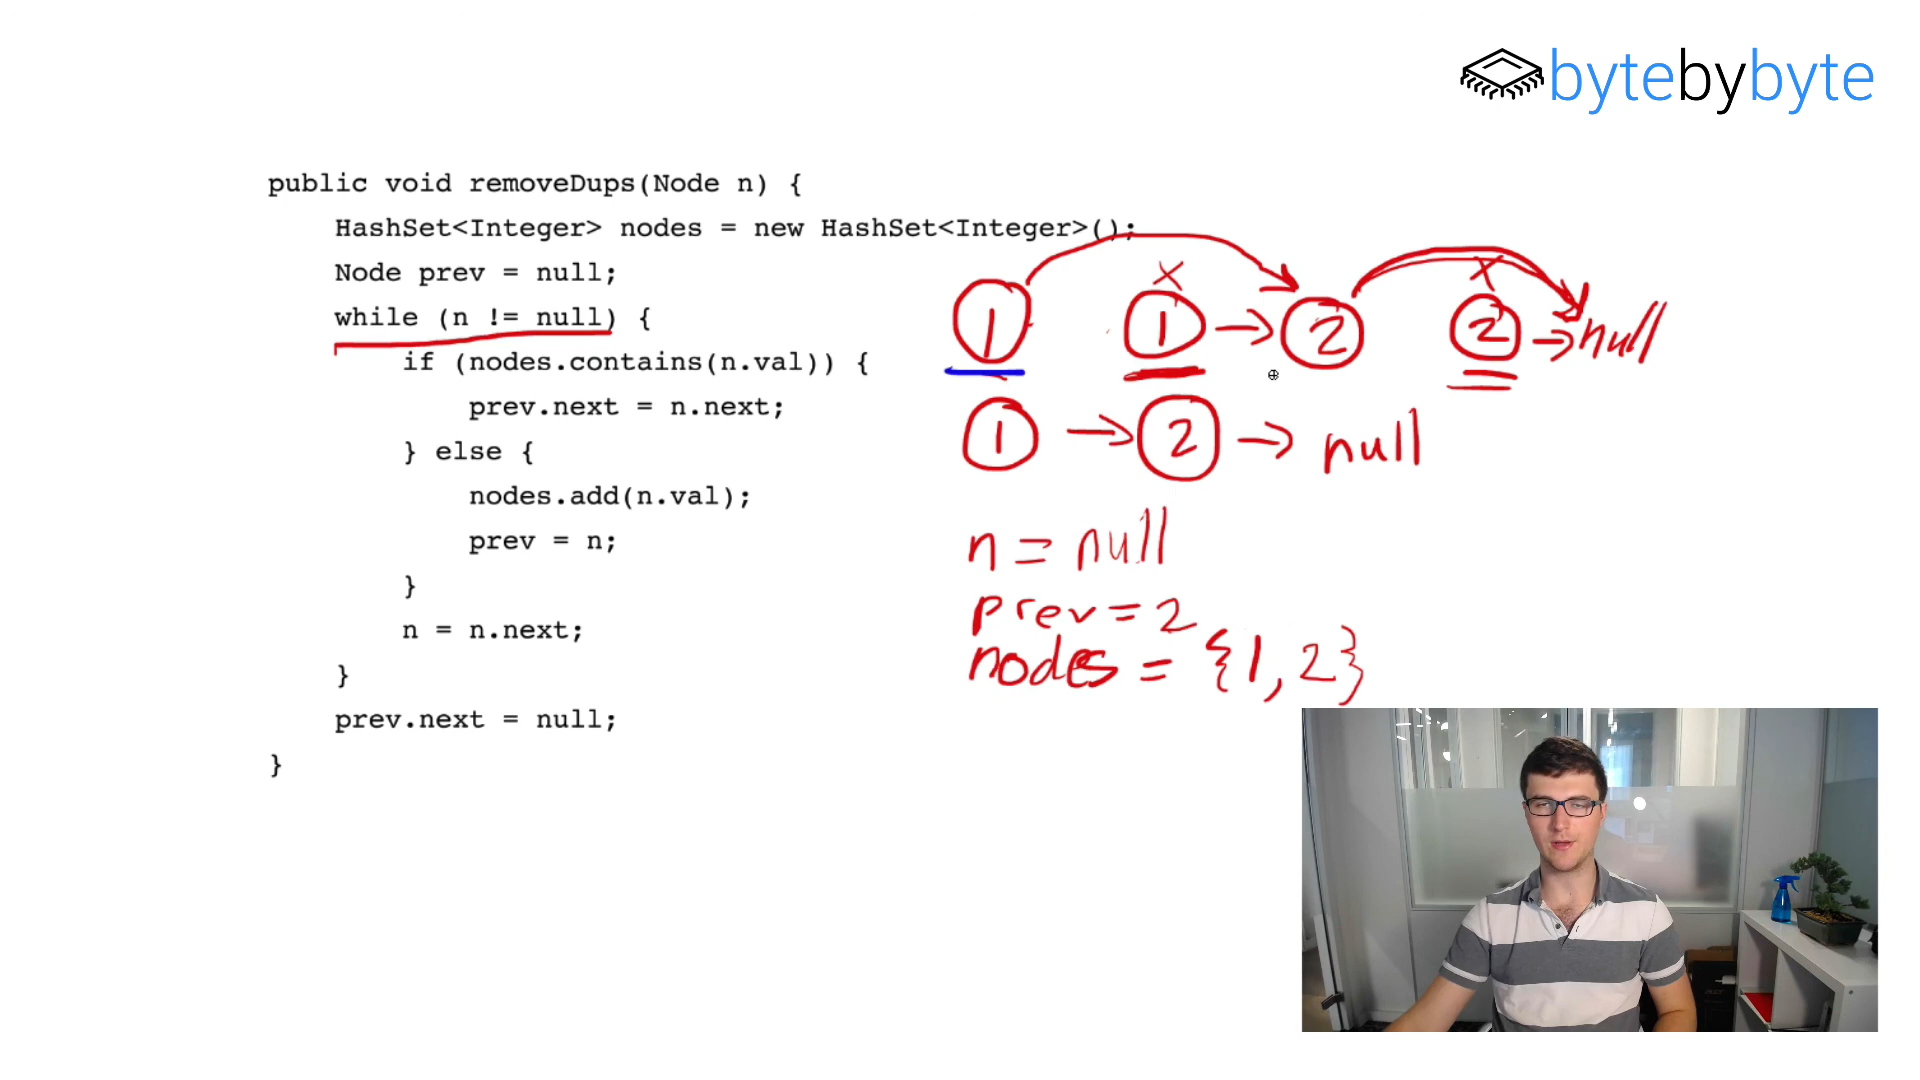 bytebybyte
public void removeDups(Node n) {
HashSet<Integer> nodes = new HashSet<Integer>();
Node prev = null;
while (n != null) {
if (nodes.contains(n.val)) {
prev.next = n.next;
} else {
nodes.add(n.val);
prev = n;
}
n = n.next;
}
prev.next = null;
}
x x
1 1 → 2 2 → null
1 → 2 → null
n = null
prev = 2
nodes = {1, 2}